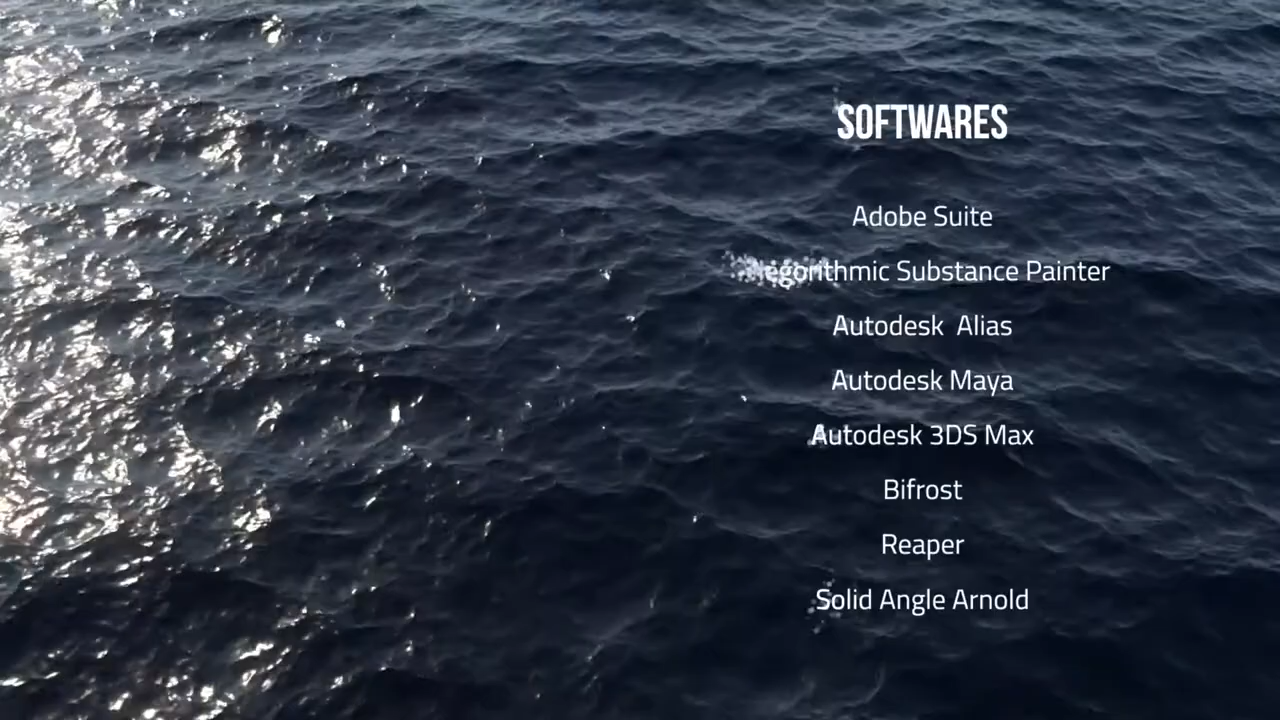 SOFTWARES
Adobe Suite
Substance Painter
Autodesk Alias
Autodesk Maya
Autodesk 3DS Max
Bifrost
Reaper
Solid Angle Arnold